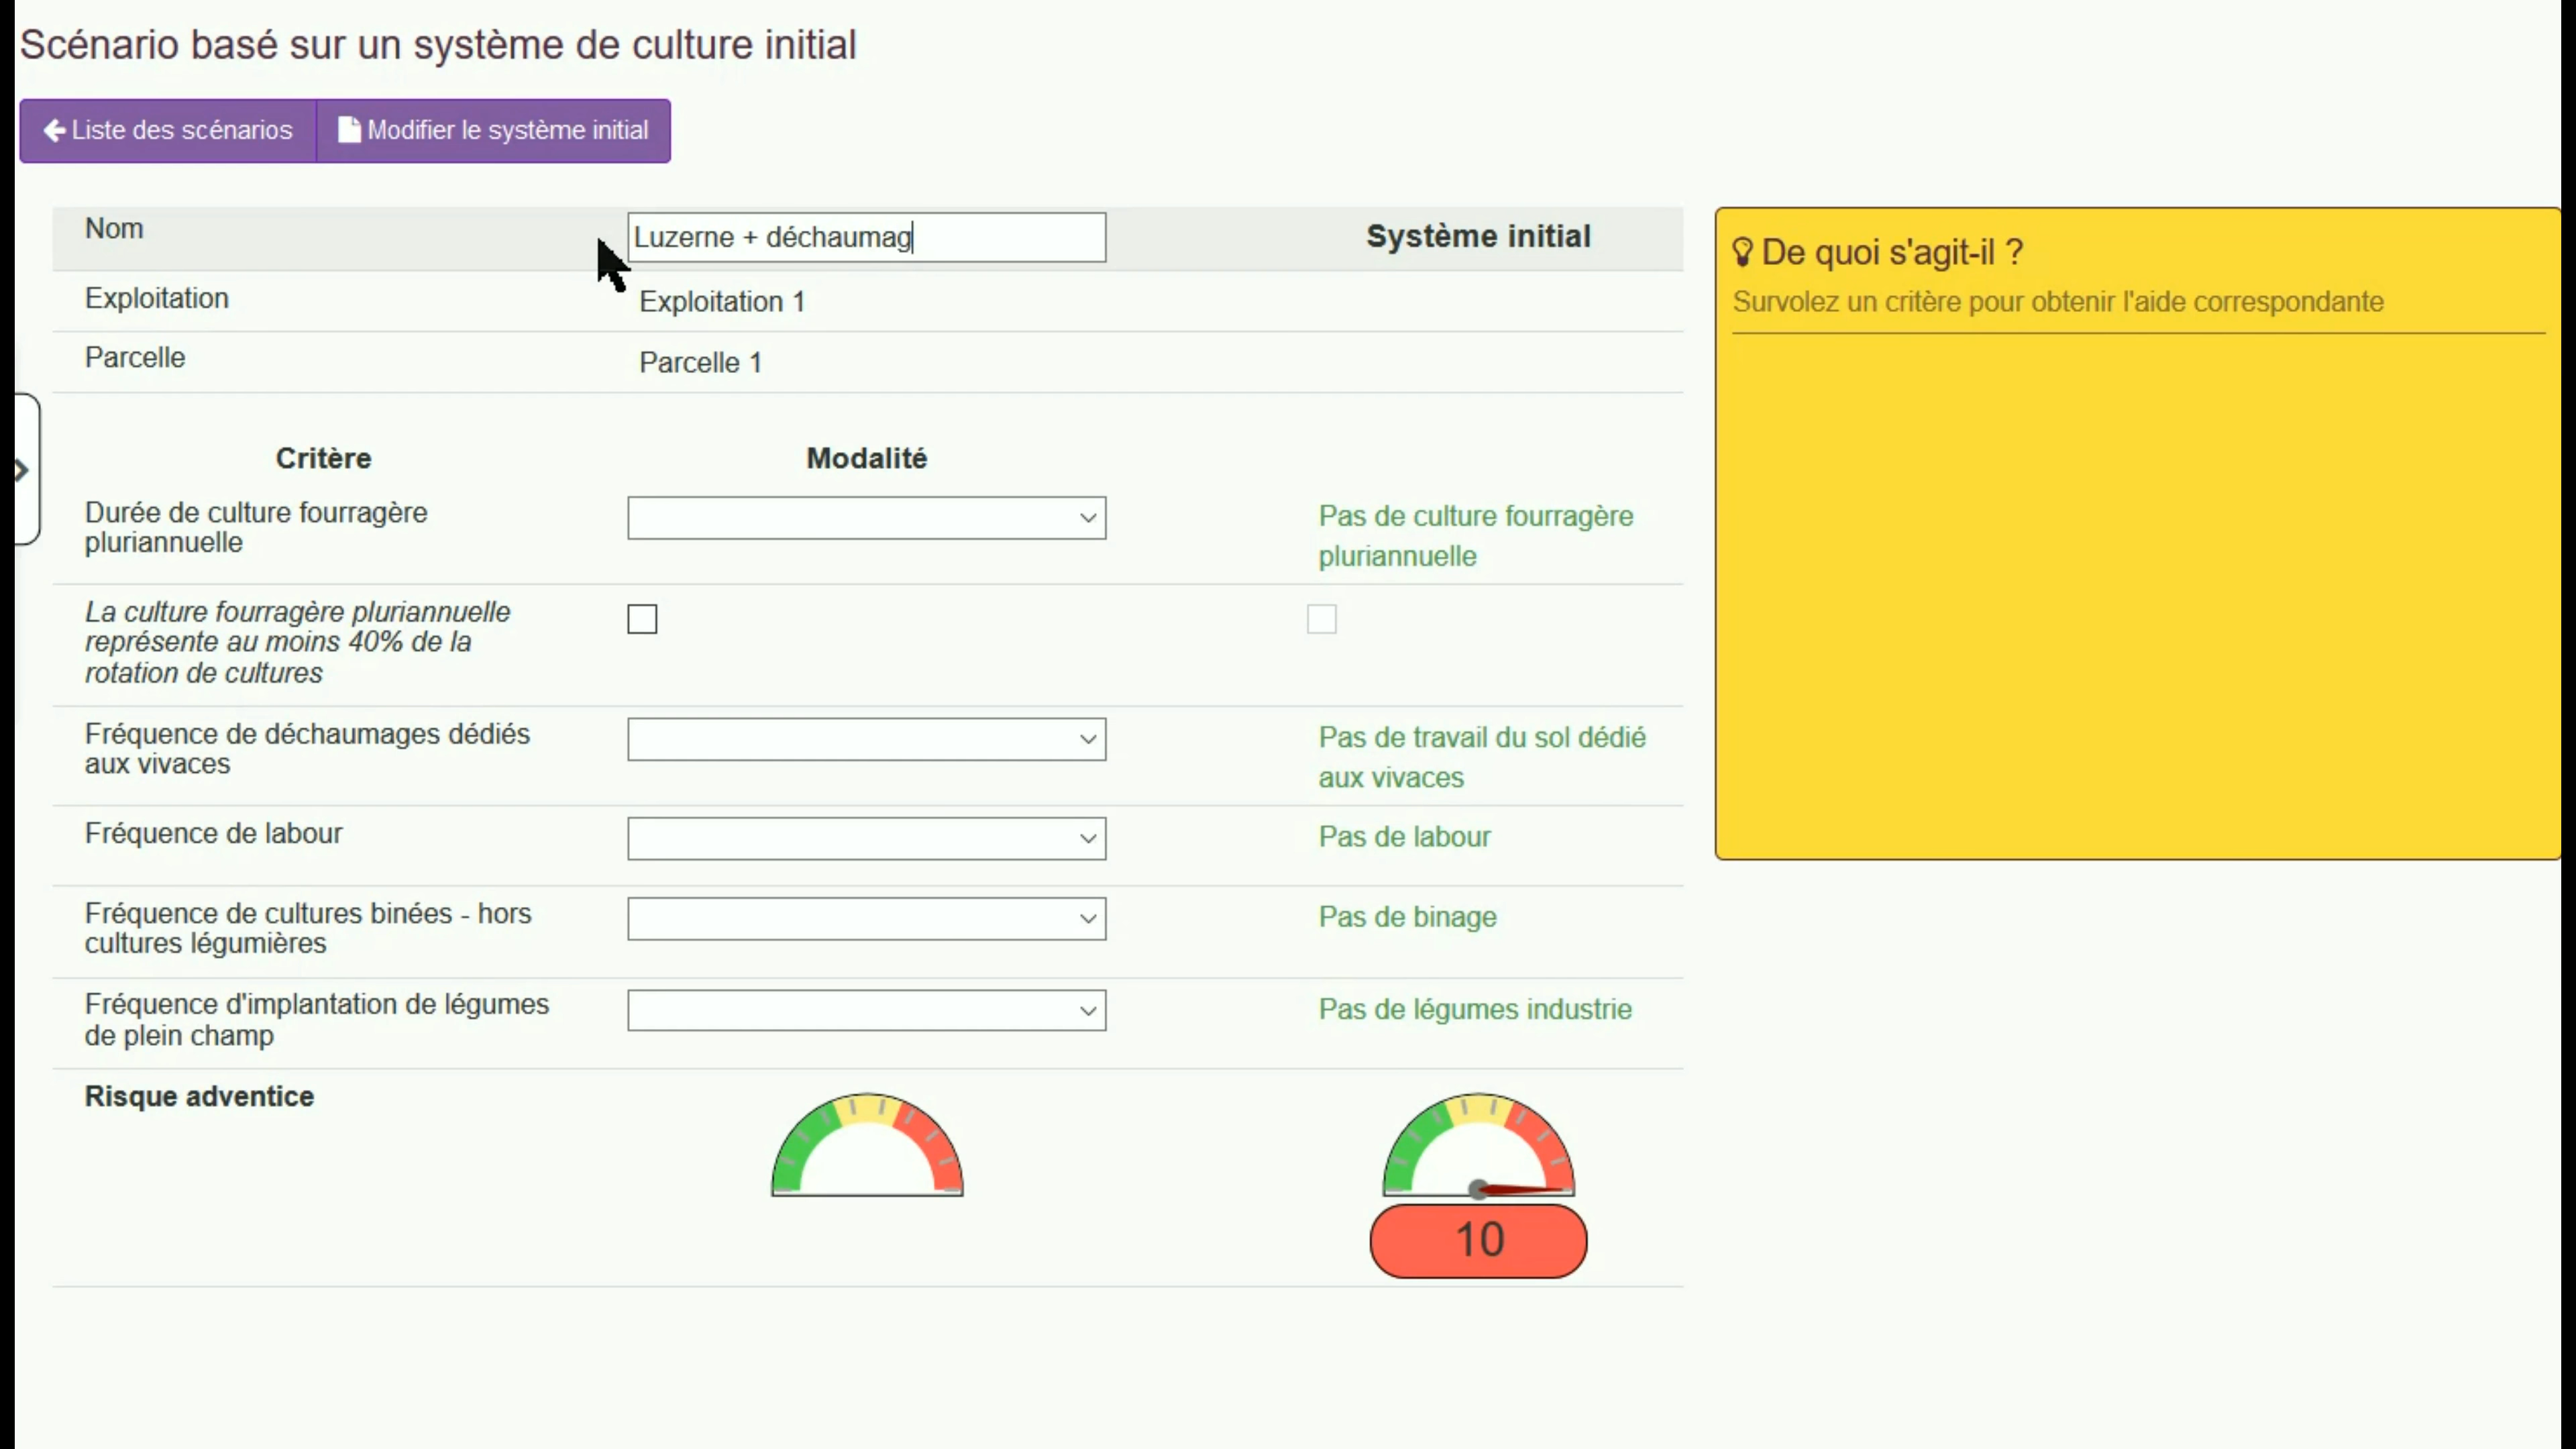 Scénario basé sur un système de culture initial
Liste des scénarios
Modifier le système initial
Nom
Luzerne + déchaumag
Système initial
Exploitation
Exploitation 1
Parcelle
Parcelle 1
Critère
Modalité
Durée de culture fourragère
pluriannuelle
Pas de culture fourragère
pluriannuelle
La culture fourragère pluriannuelle
représente au moins 40% de la
rotation de cultures
Fréquence de déchaumages dédiés
aux vivaces
Pas de travail du sol dédié
aux vivaces
Fréquence de labour
Pas de labour
Fréquence de cultures binées - hors
cultures légumières
Pas de binage
Fréquence d'implantation de légumes
de plein champ
Pas de légumes industrie
Risque adventice
10
De quoi s'agit-il ?
Survolez un critère pour obtenir l'aide correspondante